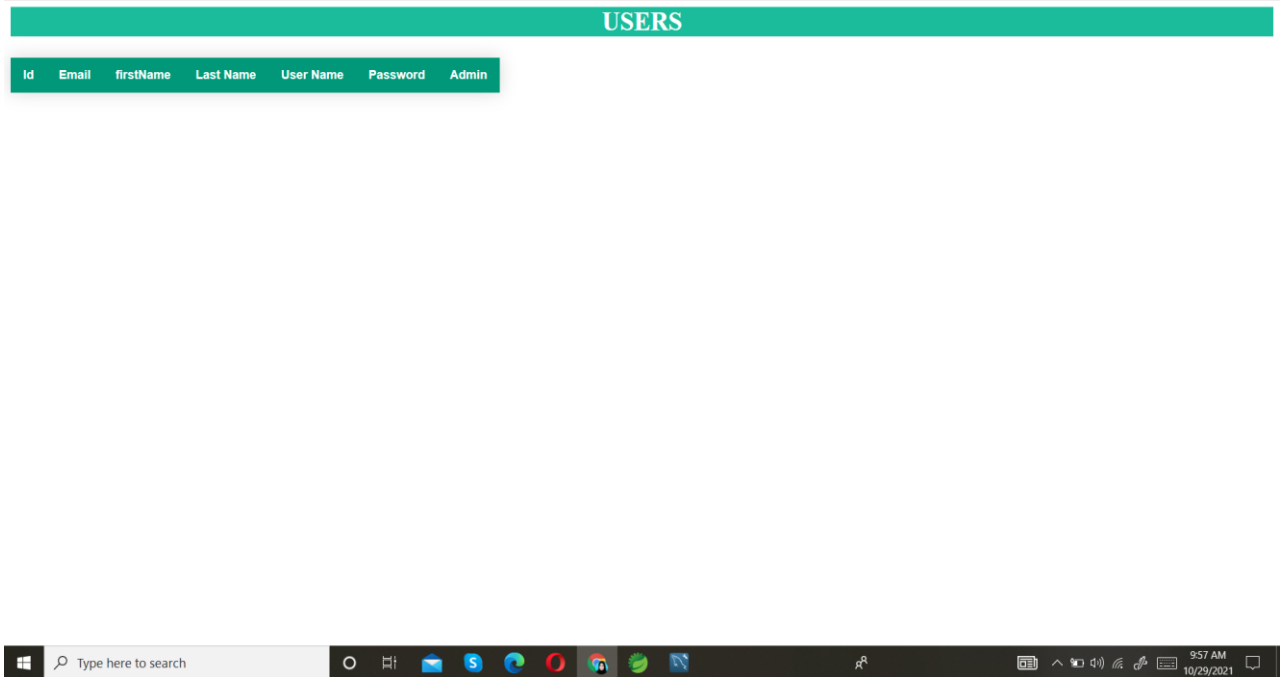 USERS
Id Email firstName Last Name User Name Password Admin
Type here to search
9:57 AM
10/29/2021